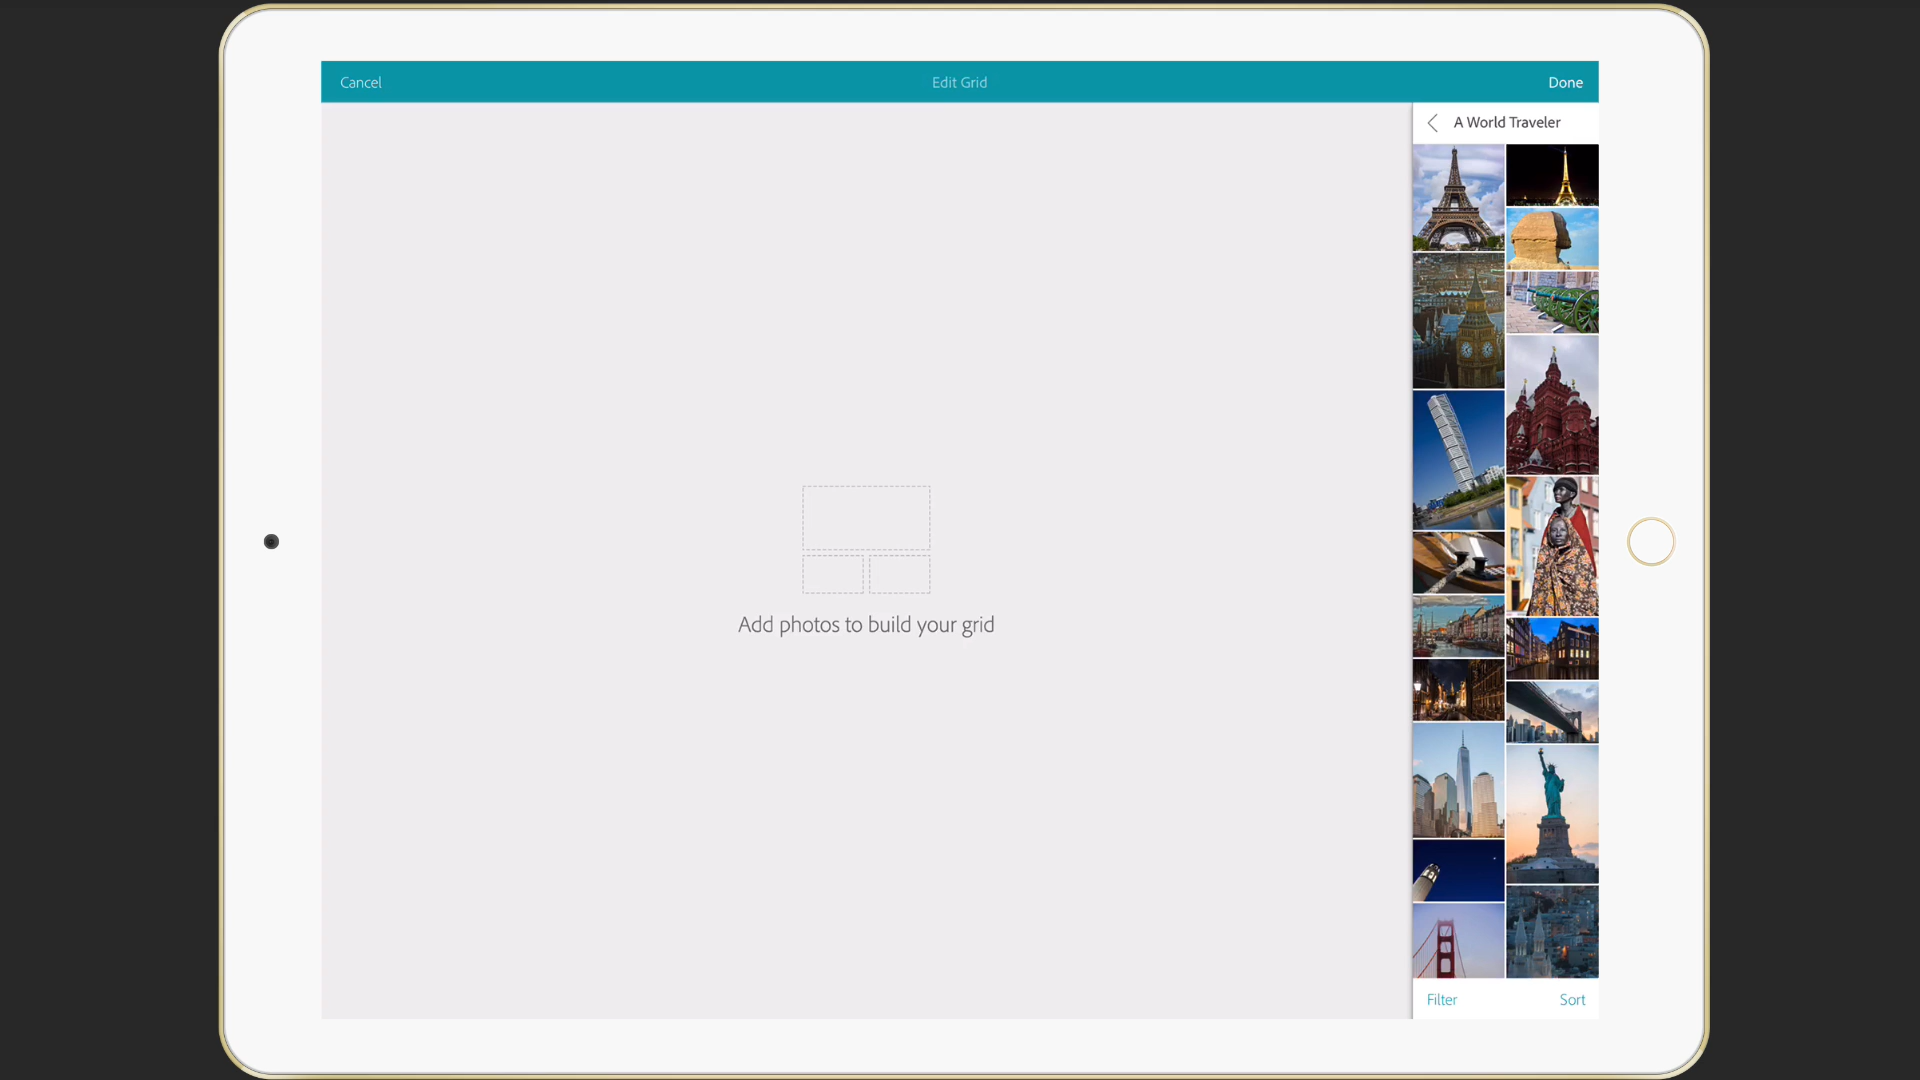 Cancel
Edit Grid
Done
A World Traveler
Add photos to build your grid
Filter
Sort